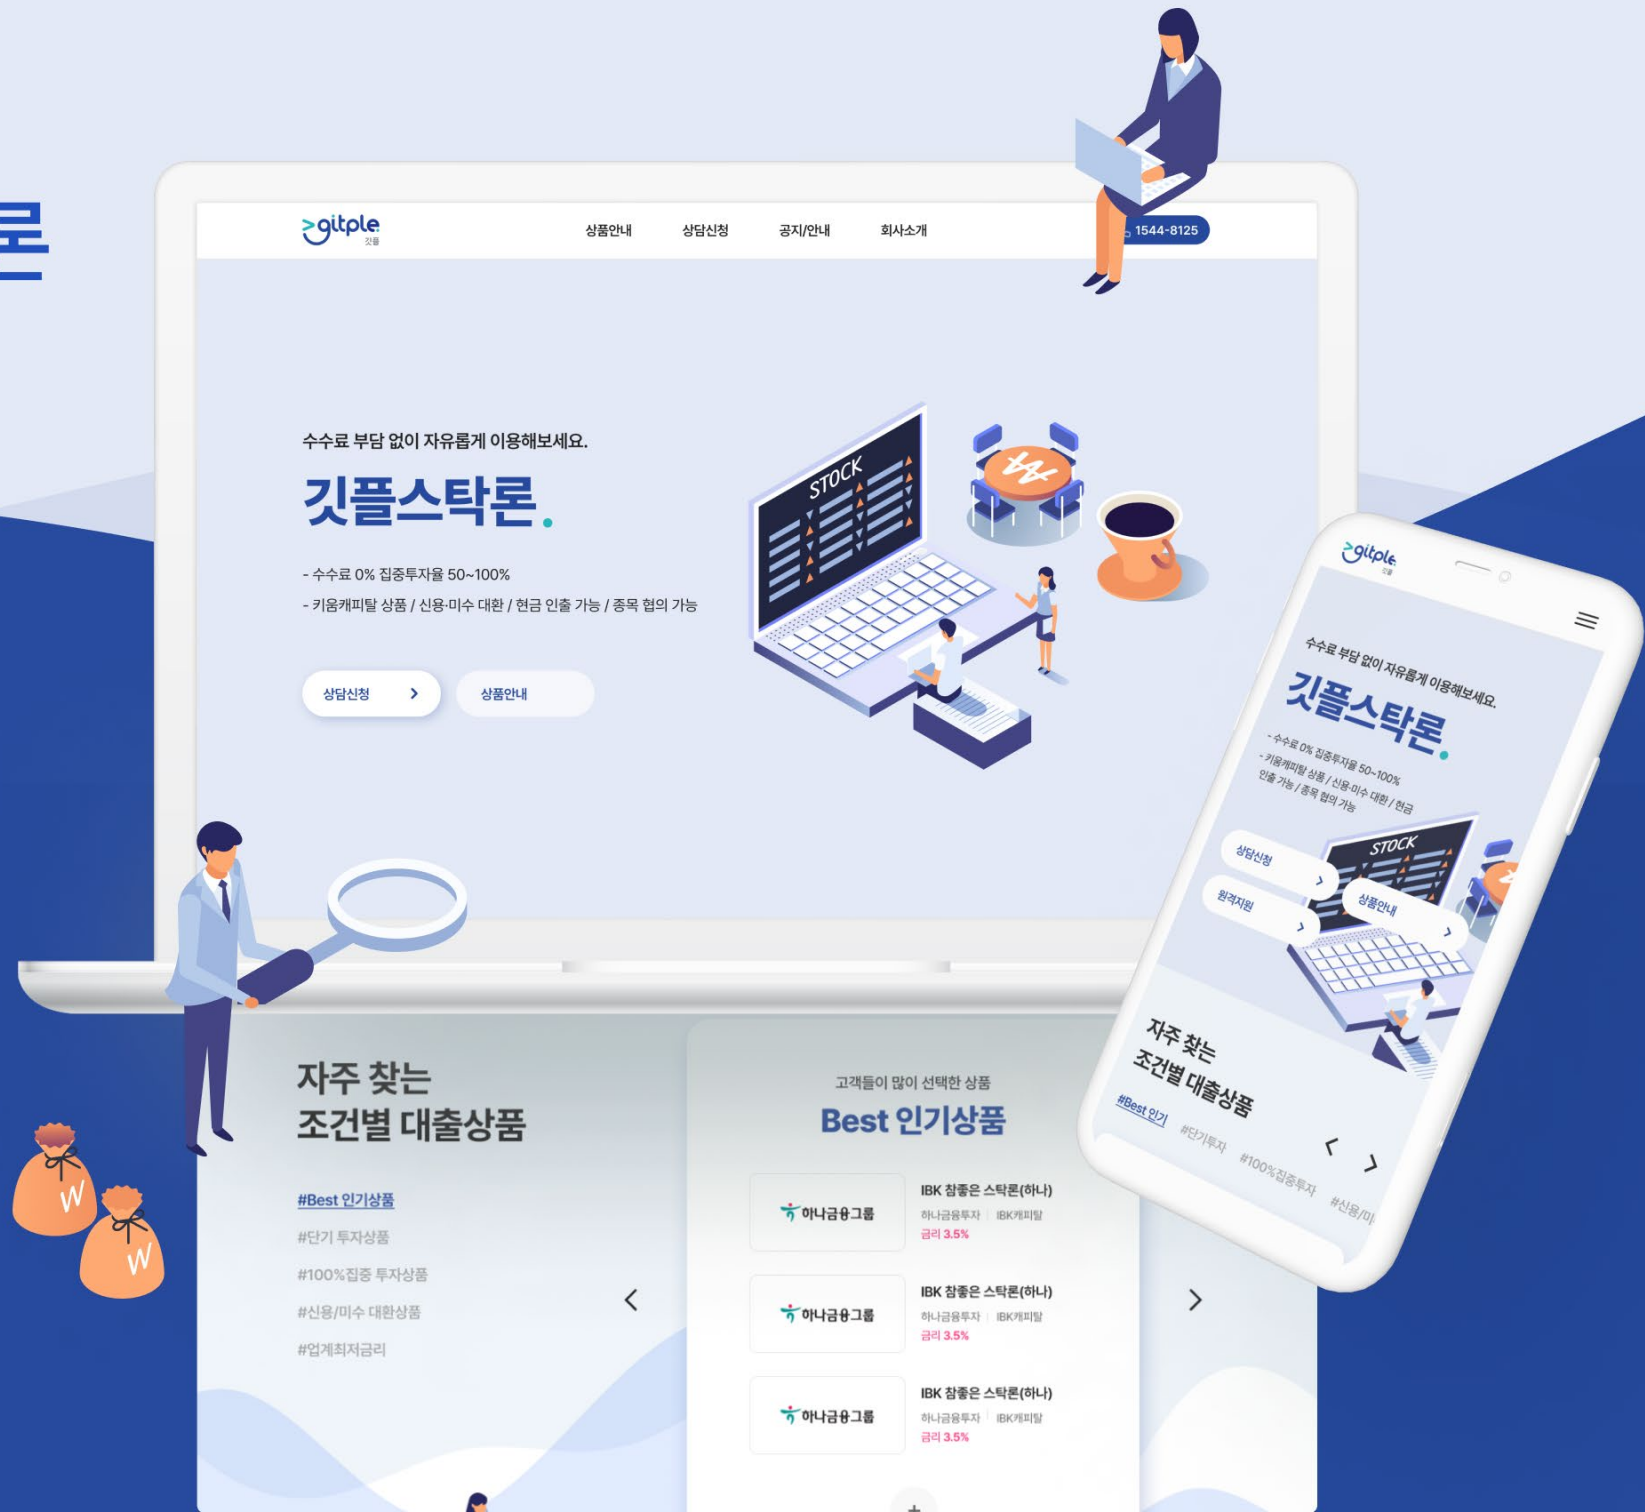 론
gitple
깃플
상품안내
상담신청
공지/안내
회사소개
1544-8125
수수료 부담 없이 자유롭게 이용해보세요.
깃플스탁론.
- 수수료 0% 집중투자율 50~100%
- 키움캐피탈 상품 / 신용·미수 대환 / 현금 인출 가능 / 종목 협의 가능
상담신청
상품안내
STOCK
W
gitple
깃플
수수료 부담 없이 자유롭게 이용해보세요.
깃플스탁론.
- 수수료 0% 집중투자율 50~100%
- 키움캐피탈 상품 / 신용·미수 대환 / 현금
인출 가능 / 종목 협의 가능
STOCK
상담신청
상품안내
원격지원
자주 찾는
조건별 대출상품
#Best 인기
#단기투자
#100%집중투자
#신용/미
자주 찾는
조건별 대출상품
#Best 인기상품
#단기 투자상품
#100%집중 투자상품
#신용/미수 대환상품
#업계최저금리
고객들이 많이 선택한 상품
Best 인기상품
하나금융그룹
IBK 참좋은 스탁론(하나)
하나금융투자 | IBK캐피탈
금리 3.5%
하나금융그룹
IBK 참좋은 스탁론(하나)
하나금융투자 | IBK캐피탈
금리 3.5%
하나금융그룹
IBK 참좋은 스탁론(하나)
하나금융투자 | IBK캐피탈
금리 3.5%
W
W